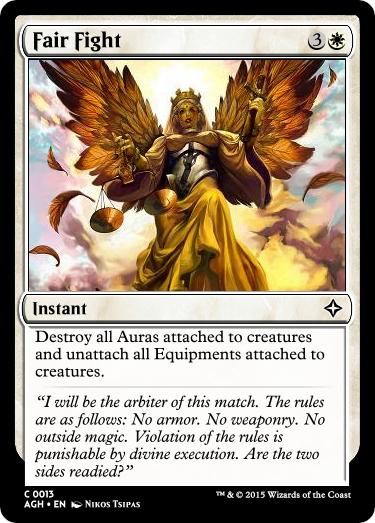 Fair Fight 3
Instant
Destroy all Auras attached to creatures
and unattach all Equipments attached to
creatures.
“I will be the arbiter of this match. The rules
are as follows: No armor. No weaponry. No
outside magic. Violation of the rules is
punishable by divine execution. Are the two
sides readied?”
C 0013
AGH • EN Nikos Tsipas
™ & © 2015 Wizards of the Coast